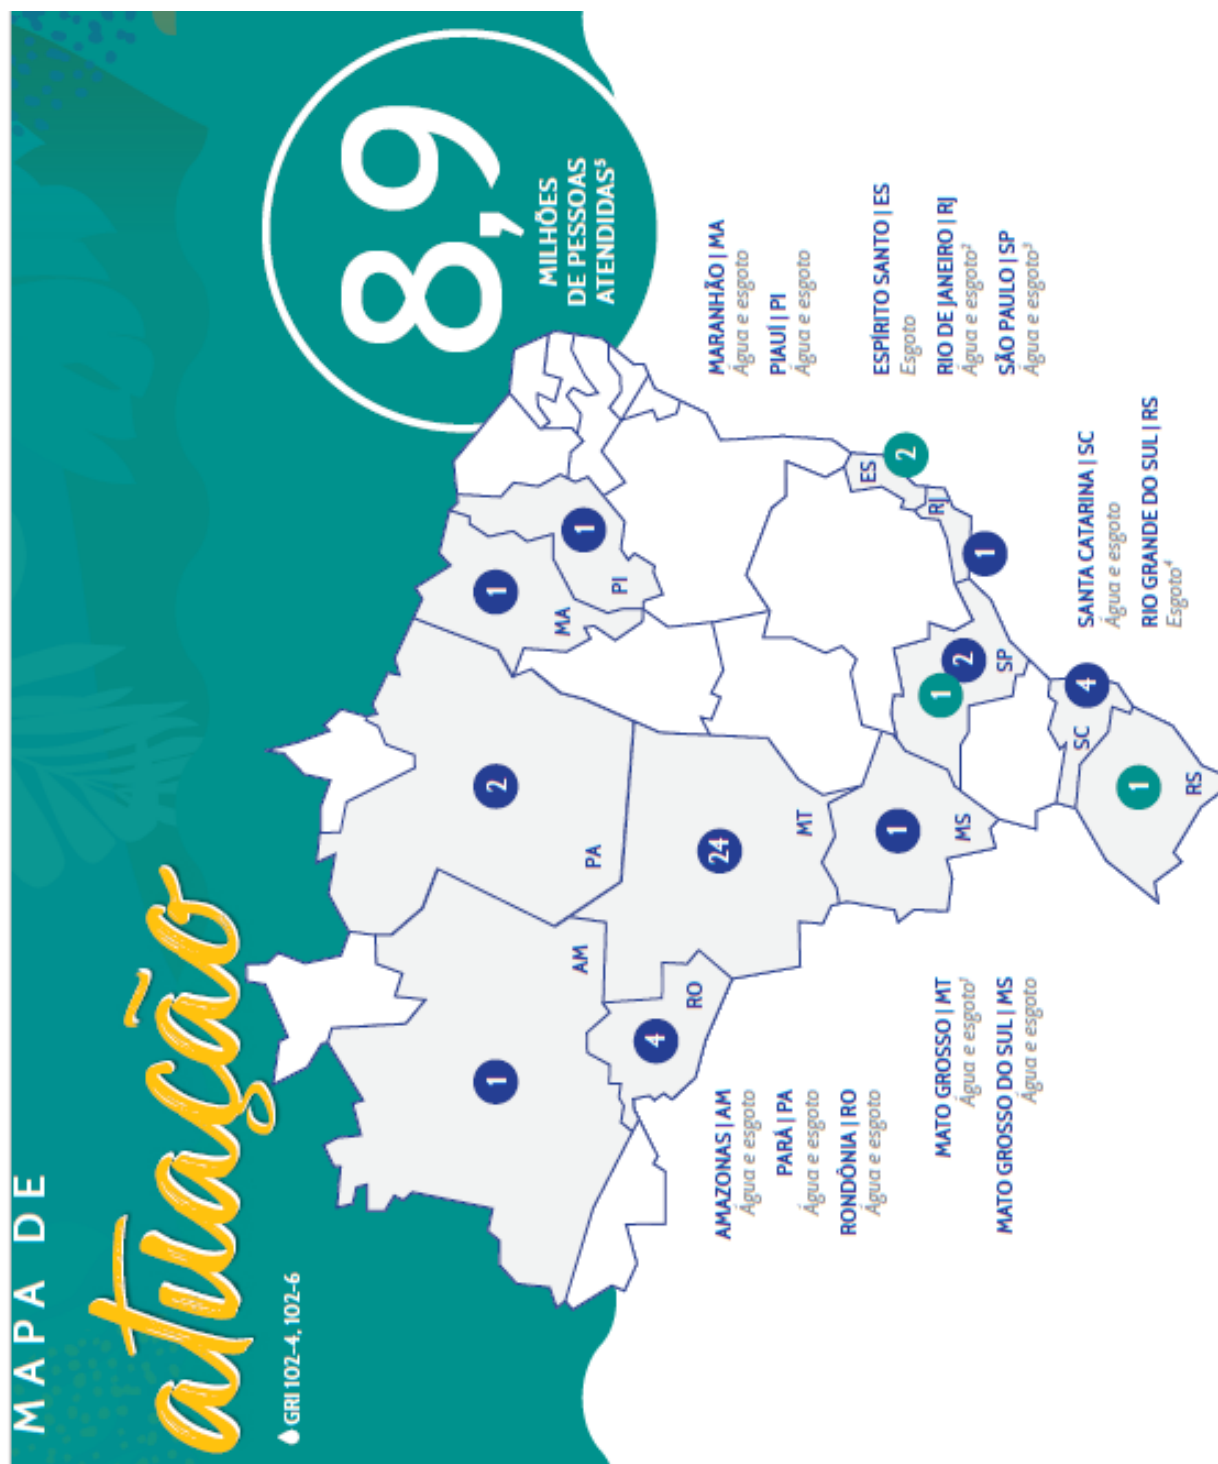 MAPA DE
atuação
GRI 102-4, 102-6
8,9
MILHÕES
DE PESSOAS
ATENDIDAS⁵
AMAZONAS | AM
Água e esgoto
PARÁ | PA
Água e esgoto
RONDÔNIA | RO
Água e esgoto
MATO GROSSO | MT
Água e esgoto¹
MATO GROSSO DO SUL | MS
Água e esgoto
MARANHÃO | MA
Água e esgoto
PIAUÍ | PI
Água e esgoto
ESPÍRITO SANTO | ES
Esgoto
RIO DE JANEIRO | RJ
Água e esgoto²
SÃO PAULO | SP
Água e esgoto³
SANTA CATARINA | SC
Água e esgoto
RIO GRANDE DO SUL | RS
Esgoto⁴
1
AM
2
PA
1
MA
1
PI
4
RO
24
MT
1
MS
ES
2
RJ
1
1
2
SP
4
SC
1
RS